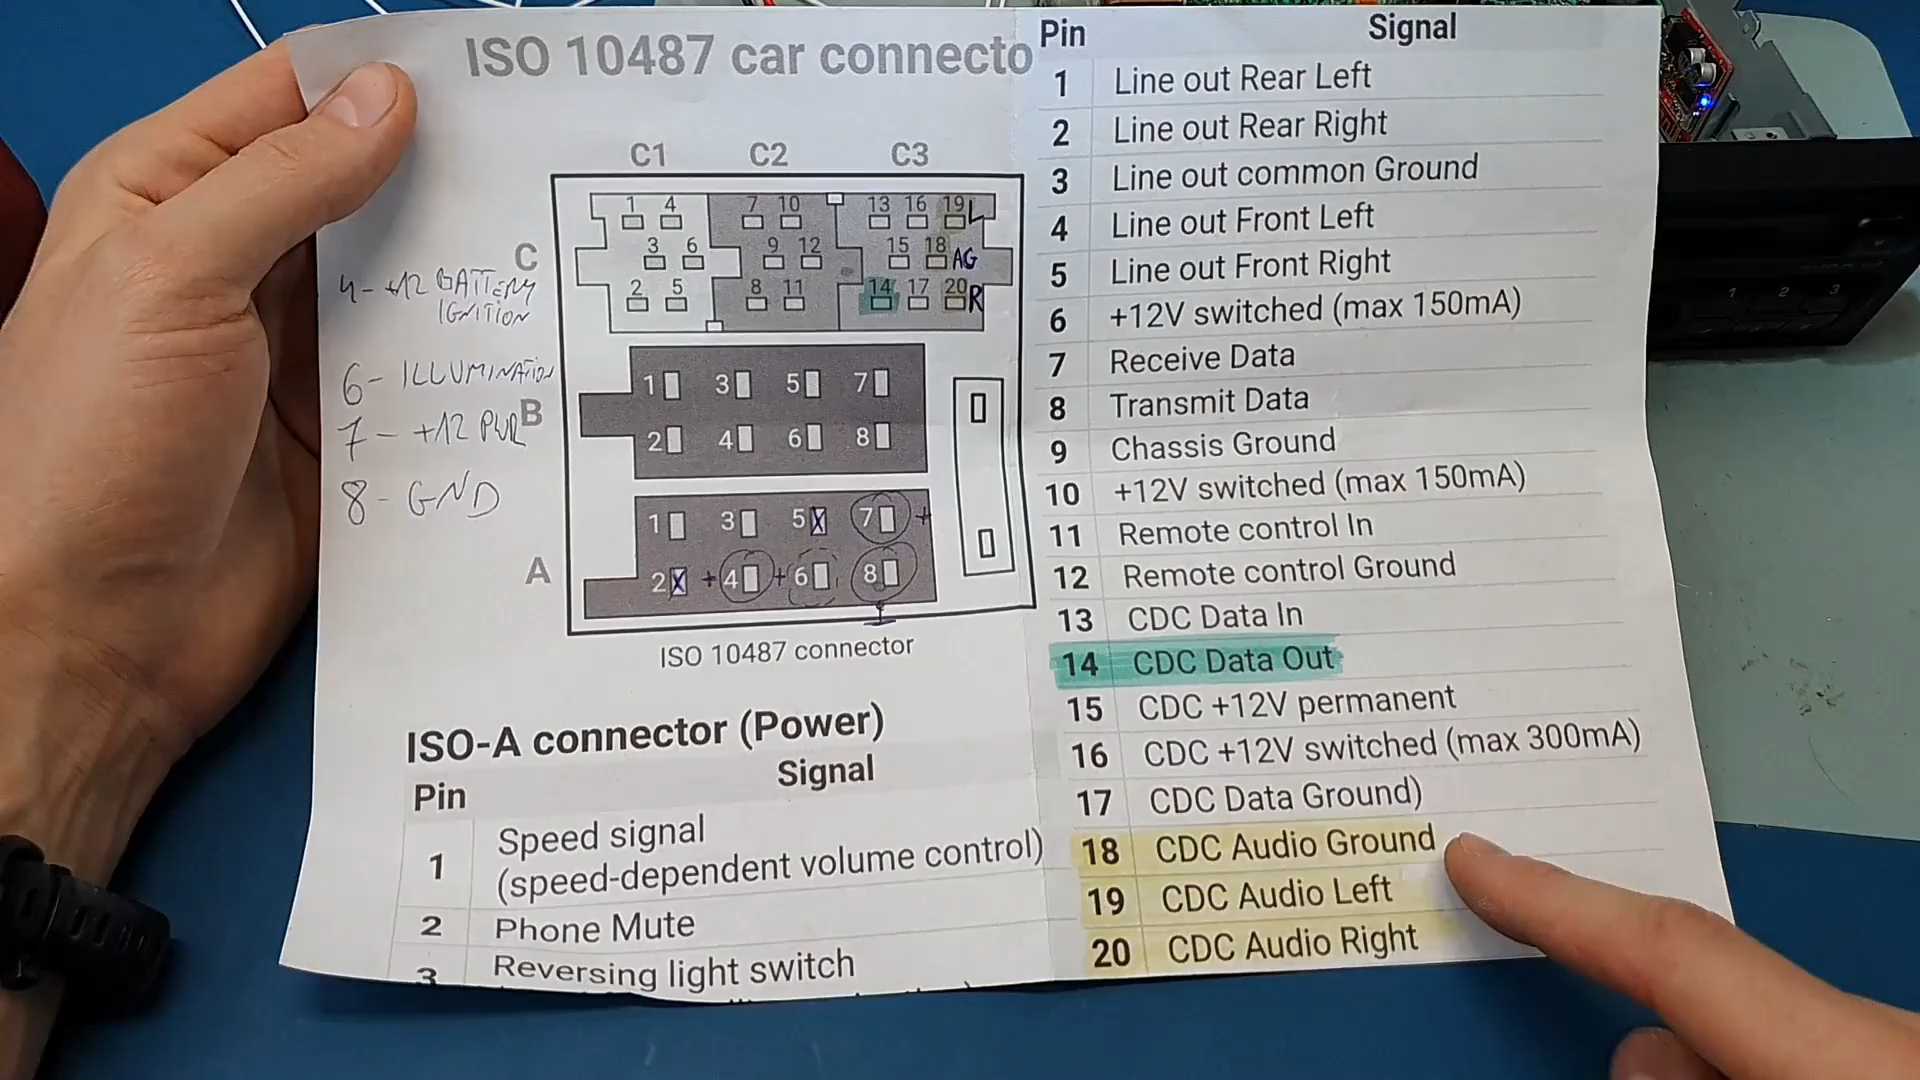 ISO 10487 car connecto
C1 C2 C3
1 4 7 10 13 16 19 L
C
3 6 9 12 15 18 AG
2 5 8 11 14 17 20 R
4- +12 BATTERY
IGNITION
6- ILLUMINATION
7- +12 PWR
8- GND
B
1 3 5 7
2 4 6 8
A
1 3 5 X 7 +
2 X + 4 + 6 8
ISO 10487 connector
ISO-A connector (Power)
Pin Signal
1 Speed signal
(speed-dependent volume control)
2 Phone Mute
3 Reversing light switch
Pin Signal
1 Line out Rear Left
2 Line out Rear Right
3 Line out common Ground
4 Line out Front Left
5 Line out Front Right
6 +12V switched (max 150mA)
7 Receive Data
8 Transmit Data
9 Chassis Ground
10 +12V switched (max 150mA)
11 Remote control In
12 Remote control Ground
13 CDC Data In
14 CDC Data Out
15 CDC +12V permanent
16 CDC +12V switched (max 300mA)
17 CDC Data Ground)
18 CDC Audio Ground
19 CDC Audio Left
20 CDC Audio Right
1 2 3